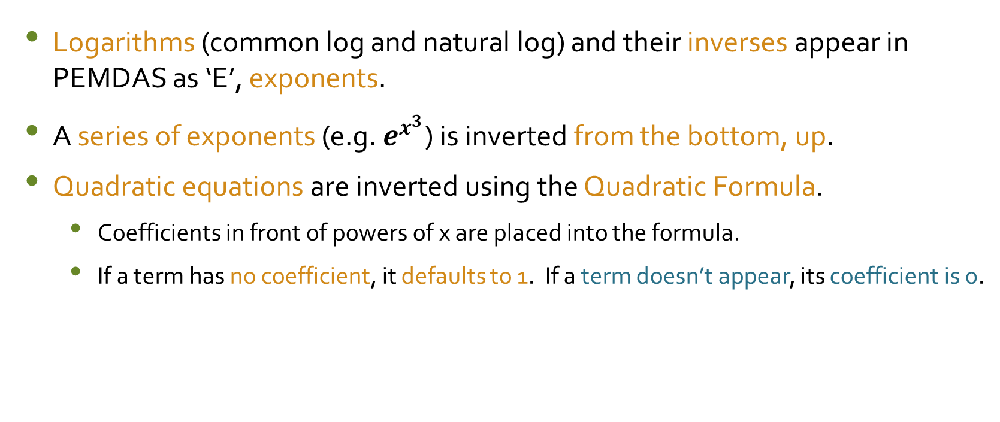 • Logarithms (common log and natural log) and their inverses appear in
PEMDAS as ‘E’, exponents.
• A series of exponents (e.g. 𝒆^{𝒙^𝟑}) is inverted from the bottom, up.
• Quadratic equations are inverted using the Quadratic Formula.
• Coefficients in front of powers of x are placed into the formula.
• If a term has no coefficient, it defaults to 1.  If a term doesn’t appear, its coefficient is 0.